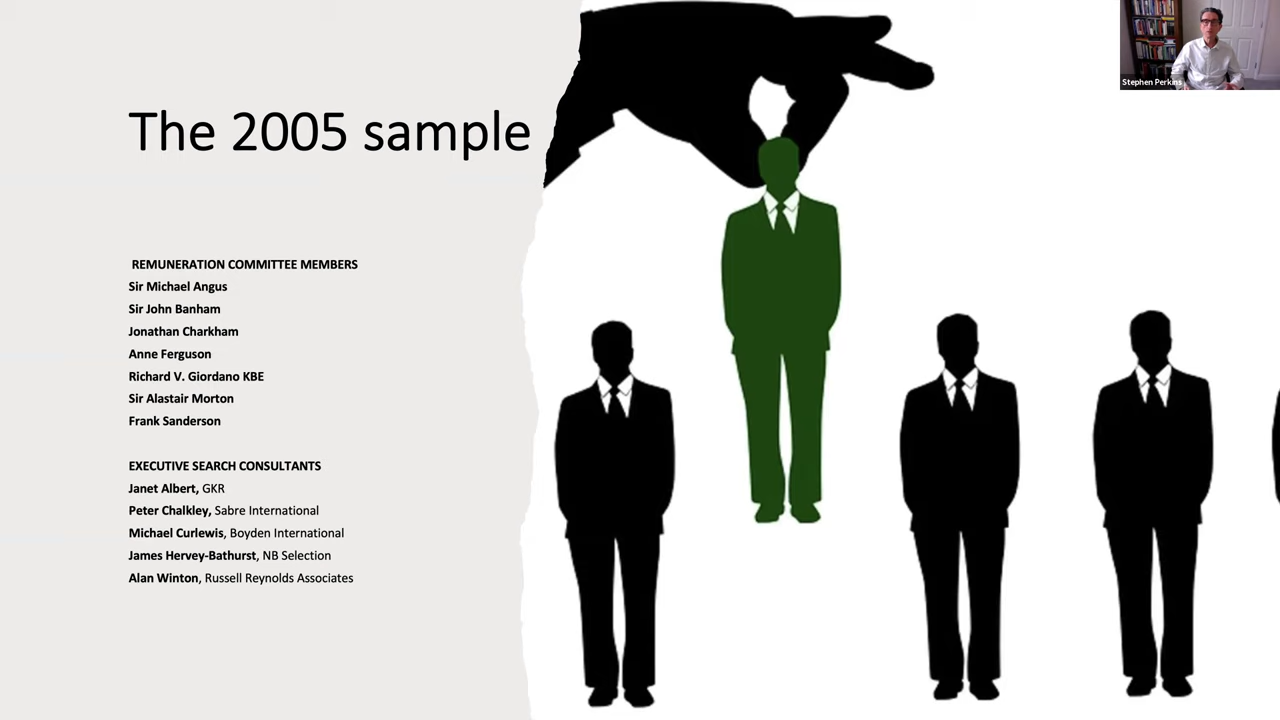 The 2005 sample
REMUNERATION COMMITTEE MEMBERS
Sir Michael Angus
Sir John Banham
Jonathan Charkham
Anne Ferguson
Richard V. Giordano KBE
Sir Alastair Morton
Frank Sanderson
EXECUTIVE SEARCH CONSULTANTS
Janet Albert, GKR
Peter Chalkley, Sabre International
Michael Curlewis, Boyden International
James Hervey-Bathurst, NB Selection
Alan Winton, Russell Reynolds Associates
Stephen Perkins